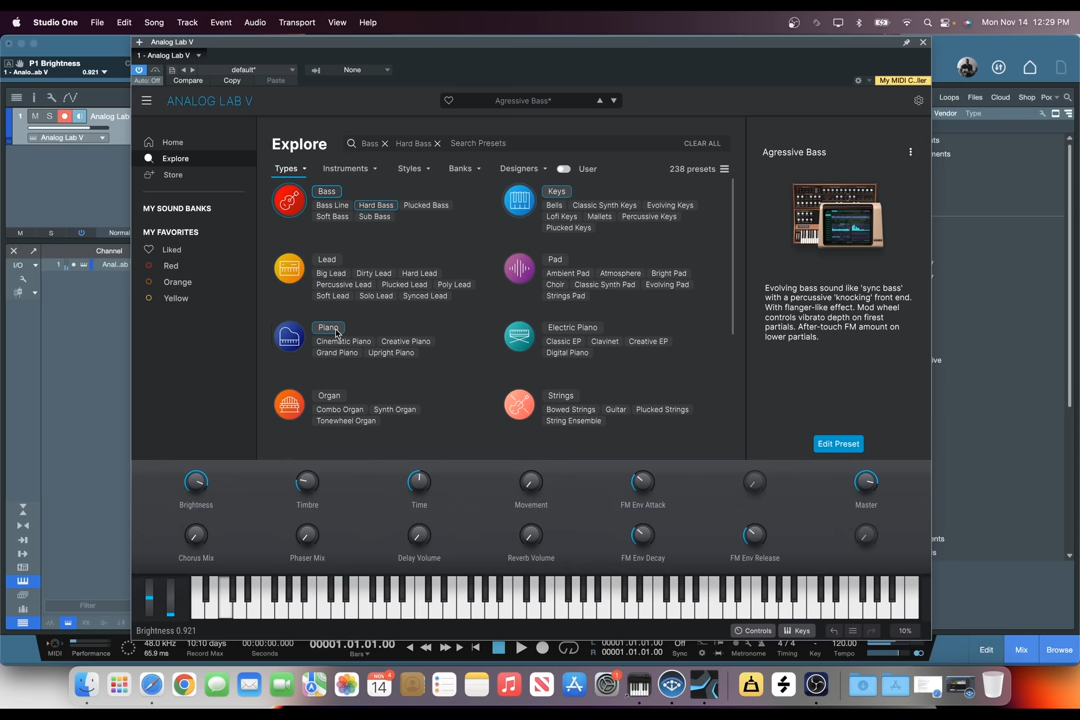 Studio One File Edit Song Track Event Audio Transport View Help Mon Nov 14 12:29 PM
Analog Lab V
P1 Brightness
1 - Analog Lab V
1 - Analo...ab V 0.921
default* None
Auto: Off Compare Copy Paste My MIDI C...ller
ANALOG LAB V Agressive Bass*
Loops Files Cloud Shop
Vendor Type
1 M S Analog Lab
Analog Lab V
Home
Explore
Store
MY SOUND BANKS
MY FAVORITES
Liked
Red
Orange
Yellow
Explore Bass Hard Bass Search Presets CLEAR ALL
Types Instruments Styles Banks Designers User 238 presets
Bass
Bass Line Hard Bass Plucked Bass
Soft Bass Sub Bass
Keys
Bells Classic Synth Keys Evolving Keys
Lofi Keys Mallets Percussive Keys
Plucked Keys
Lead
Big Lead Dirty Lead Hard Lead
Percussive Lead Plucked Lead Poly Lead
Soft Lead Solo Lead Synced Lead
Pad
Ambient Pad Atmosphere Bright Pad
Choir Classic Synth Pad Evolving Pad
Strings Pad
Piano
Cinematic Piano Creative Piano
Grand Piano Upright Piano
Electric Piano
Classic EP Clavinet Creative EP
Digital Piano
Organ
Combo Organ Synth Organ
Tonewheel Organ
Strings
Bowed Strings Guitar Plucked Strings
String Ensemble
Agressive Bass
Evolving bass sound like 'sync bass'
with a percussive 'knocking' front end.
With flanger-like effect. Mod wheel
controls vibrato depth on firest
partials. After-touch FM amount on
lower partials.
Edit Preset
M S Normal
Channel
I/O 1 Anal...ab
Brightness Timbre Time Movement FM Env Attack Master
Chorus Mix Phaser Mix Delay Volume Reverb Volume FM Env Decay FM Env Release
Filter
Brightness 0.921 Controls Keys 10%
MIDI Performance
48.0 kHz
65.9 ms
10:10 days
Record Max
00:00:00.000
Seconds
00001.01.01.00
Bars
L 00001.01.01.00
R 00001.01.01.00
Off
Sync
Metronome
4 / 4
Timing
Key
120.00
Tempo
Edit Mix Browse
NOV
14
1